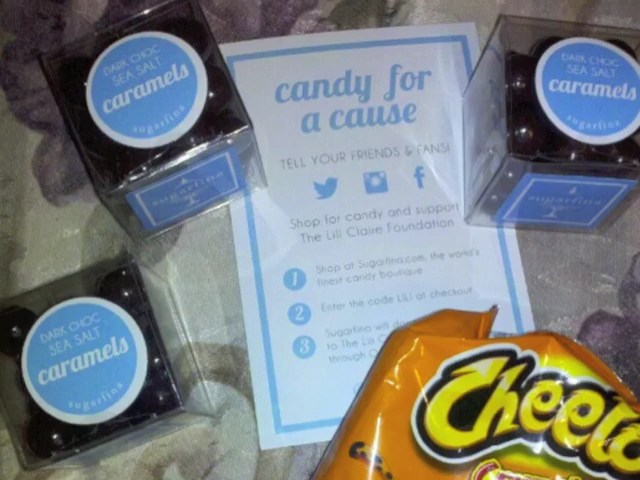 DARK CHOC
SEA SALT
caramels
sugarfina
sugarfina
candy for
a cause
TELL YOUR FRIENDS & FANS!
Shop for candy and support
The Lili Claire Foundation
1 Shop at Sugarfina.com, the world's
finest candy boutique
2 Enter the code LILI at checkout
3 Sugarfina will
to The Lili
through
DARK CHOC
SEA SALT
caramels
sugarfina
sugarfina
DARK CHOC
SEA SALT
caramels
sugarfina
Cheeto